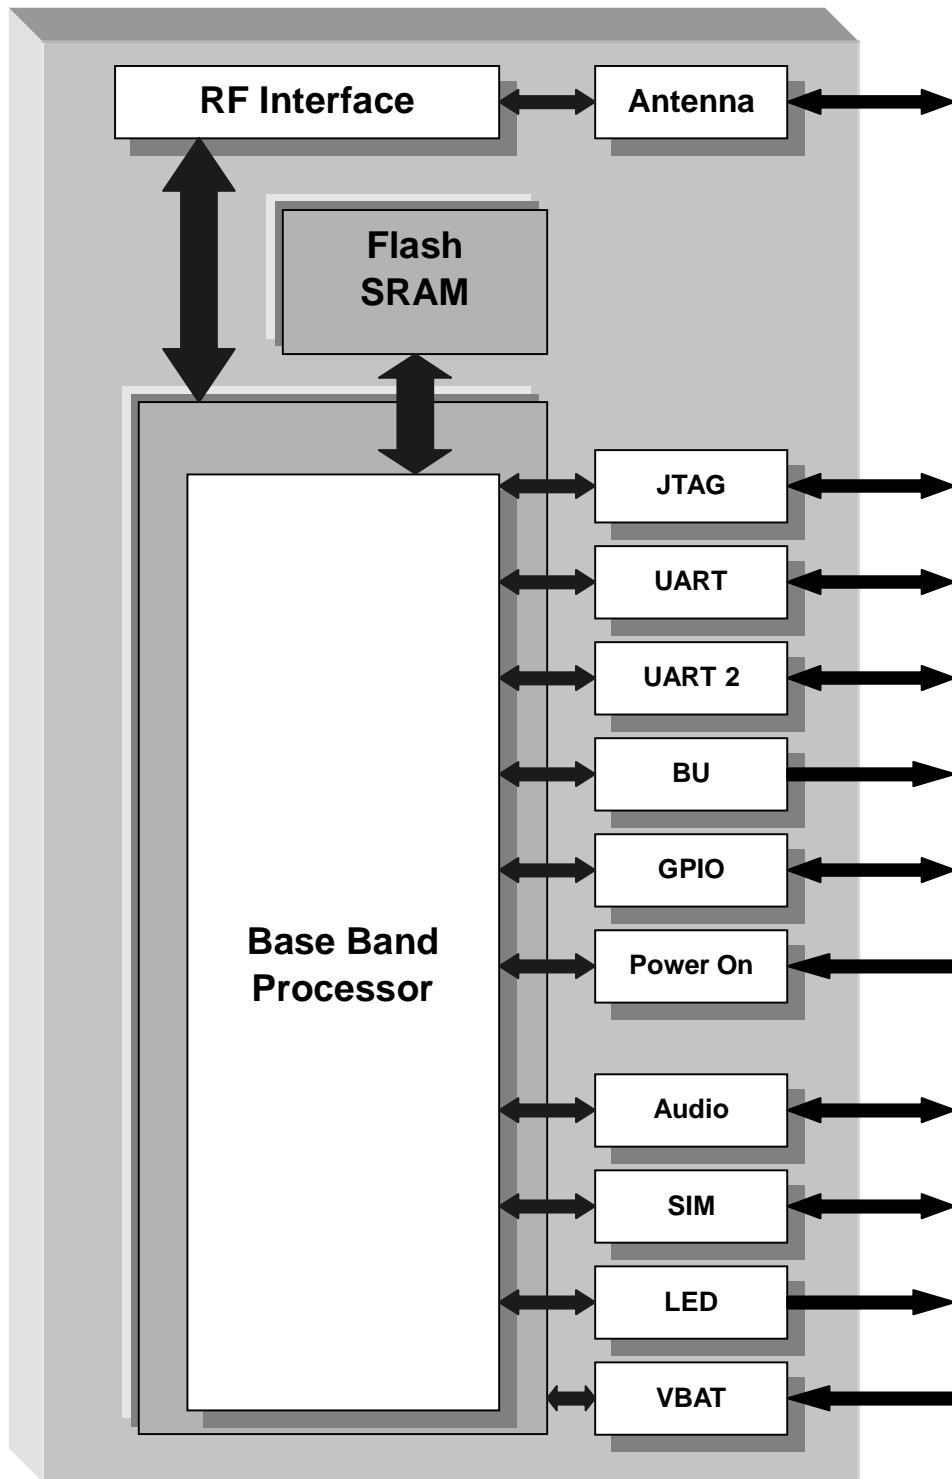 RF Interface
Antenna
Flash
SRAM
JTAG
UART
UART 2
BU
GPIO
Base Band
Processor
Power On
Audio
SIM
LED
VBAT